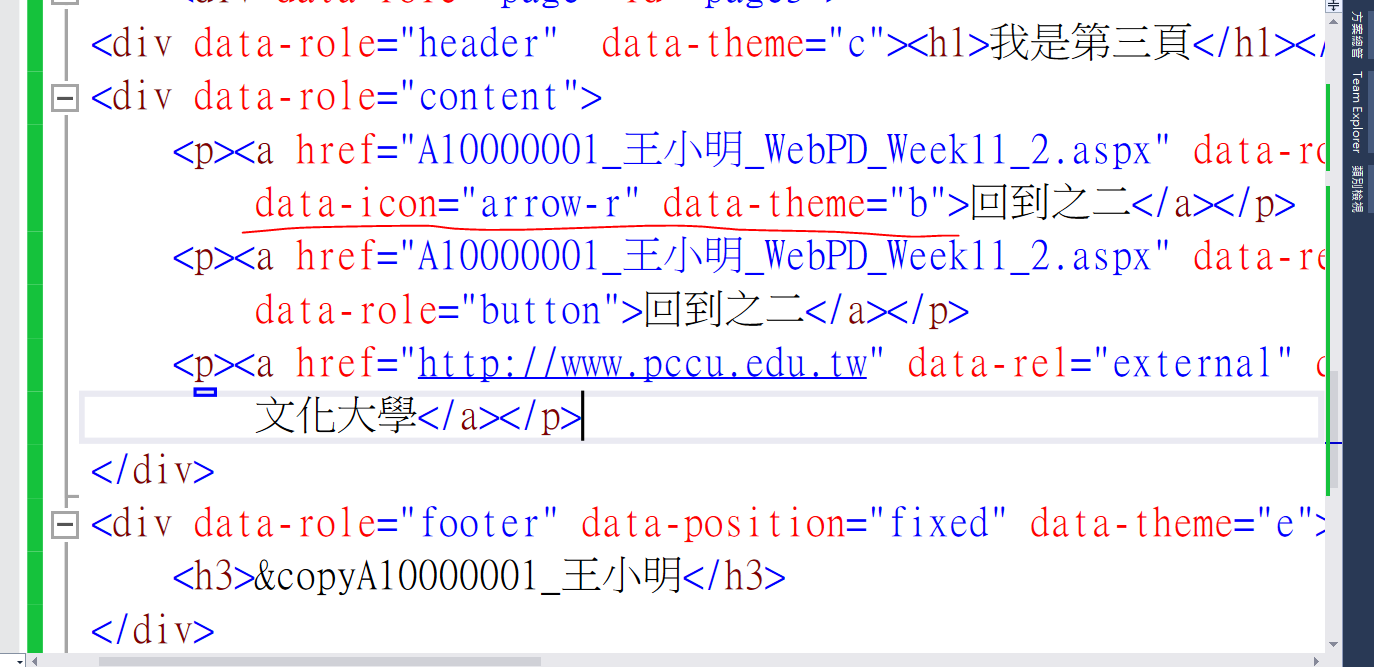 <div data-role="page" id="page3">
<div data-role="header"  data-theme="c"><h1>我是第三頁</h1></
<div data-role="content">
<p><a href="A10000001_王小明_WebPD_Week11_2.aspx" data-ro
data-icon="arrow-r" data-theme="b">回到之二</a></p>
<p><a href="A10000001_王小明_WebPD_Week11_2.aspx" data-re
data-role="button">回到之二</a></p>
<p><a href="http://www.pccu.edu.tw" data-rel="external" d
文化大學</a></p>
</div>
<div data-role="footer" data-position="fixed" data-theme="e">
<h3>&copyA10000001_王小明</h3>
</div>
方案總管
Team Explorer
類別檢視